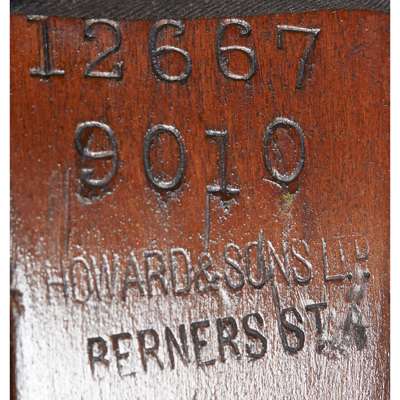 12667
9010
HOWARD & SONS LTD
BERNERS ST.